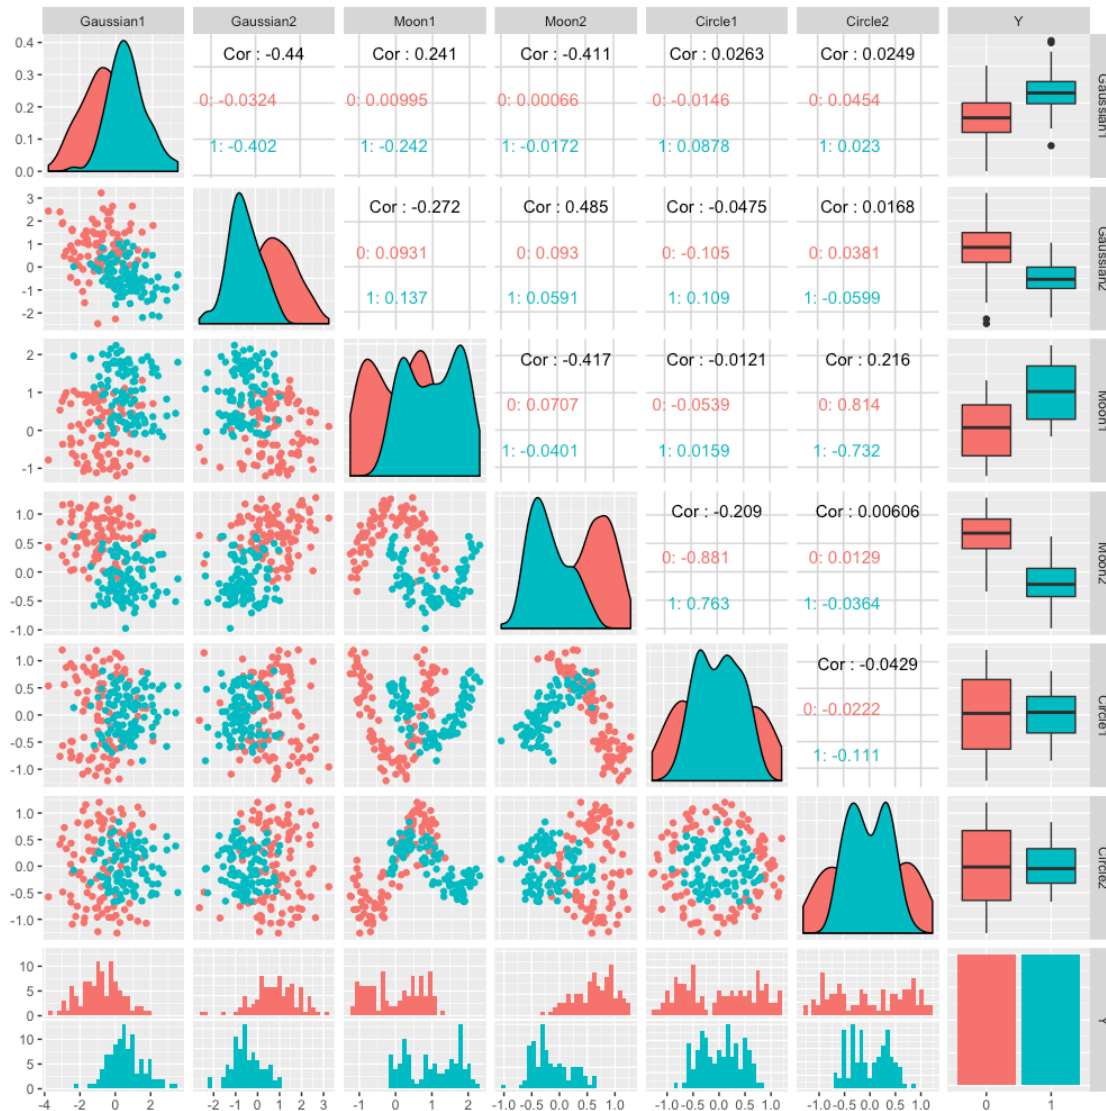 Gaussian1 Gaussian2 Moon1 Moon2 Circle1 Circle2 Y
0.4 Cor : -0.44 Cor : 0.241 Cor : -0.411 Cor : 0.0263 Cor : 0.0249
0.3
0.2 0: -0.0324 0: 0.00995 0: 0.00066 0: -0.0146 0: 0.0454
0.1 1: -0.402 1: -0.242 1: -0.0172 1: 0.0878 1: 0.023
0.0
Gaussian1
3 Cor : -0.272 Cor : 0.485 Cor : -0.0475 Cor : 0.0168
2
1 0: 0.0931 0: 0.093 0: -0.105 0: 0.0381
0
-1 1: 0.137 1: 0.0591 1: 0.109 1: -0.0599
-2
Gaussian2
2 Cor : -0.417 Cor : -0.0121 Cor : 0.216
1 0: 0.0707 0: -0.0539 0: 0.814
0 1: -0.0401 1: 0.0159 1: -0.732
-1
Moon1
1.0 Cor : -0.209 Cor : 0.00606
0.5 0: -0.881 0: 0.0129
0.0
-0.5 1: 0.763 1: -0.0364
-1.0
Moon2
1.0 Cor : -0.0429
0.5
0.0 0: -0.0222
-0.5 1: -0.111
-1.0
Circle1
1.0
0.5
0.0
-0.5
-1.0
Circle2
10
5
0
10
5
0
Y
-4 -2 0 2 -2 -1 0 1 2 3 -1 0 1 2 -1.0 -0.5 0.0 0.5 1.0 -1.0 -0.5 0.0 0.5 1.0 -1.0 -0.5 0.0 0.5 1.0 0 1